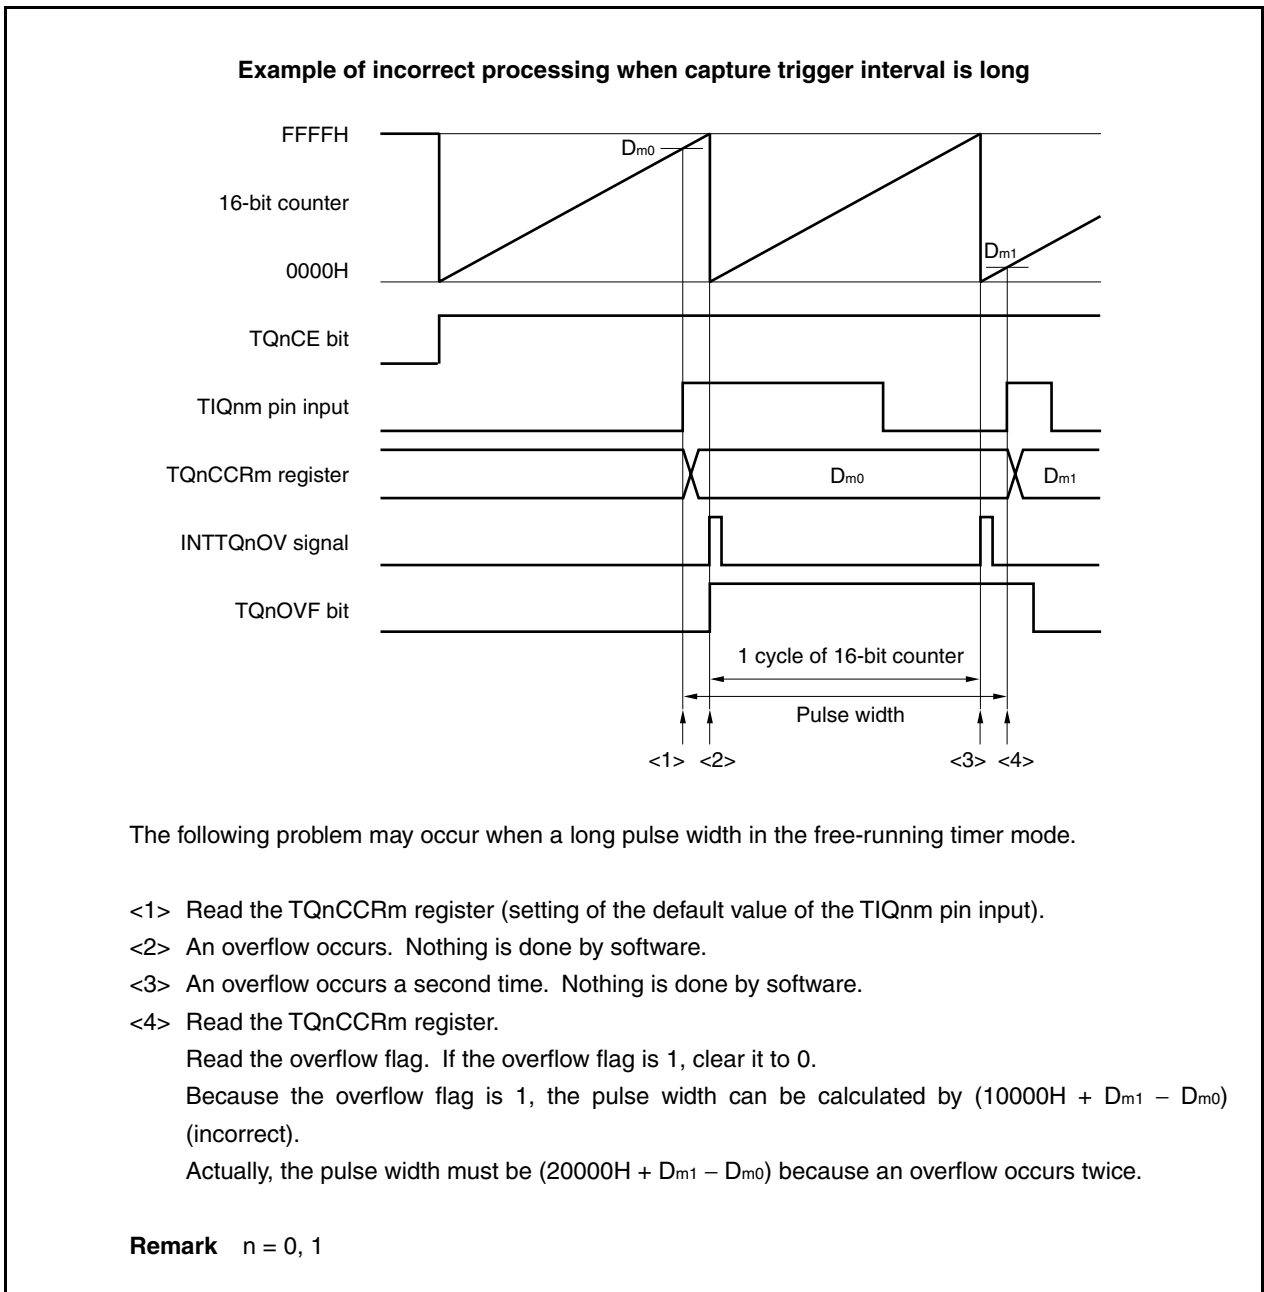 Example of incorrect processing when capture trigger interval is long
FFFFH
Dm0
16-bit counter
Dm1
0000H
TQnCE bit
TIQnm pin input
TQnCCRm register
Dm0
Dm1
INTTQnOV signal
TQnOVF bit
1 cycle of 16-bit counter
Pulse width
<1> <2> <3> <4>
The following problem may occur when a long pulse width in the free-running timer mode.
<1> Read the TQnCCRm register (setting of the default value of the TIQnm pin input).
<2> An overflow occurs. Nothing is done by software.
<3> An overflow occurs a second time. Nothing is done by software.
<4> Read the TQnCCRm register.
Read the overflow flag. If the overflow flag is 1, clear it to 0.
Because the overflow flag is 1, the pulse width can be calculated by (10000H + Dm1 − Dm0)
(incorrect).
Actually, the pulse width must be (20000H + Dm1 − Dm0) because an overflow occurs twice.
Remark n = 0, 1